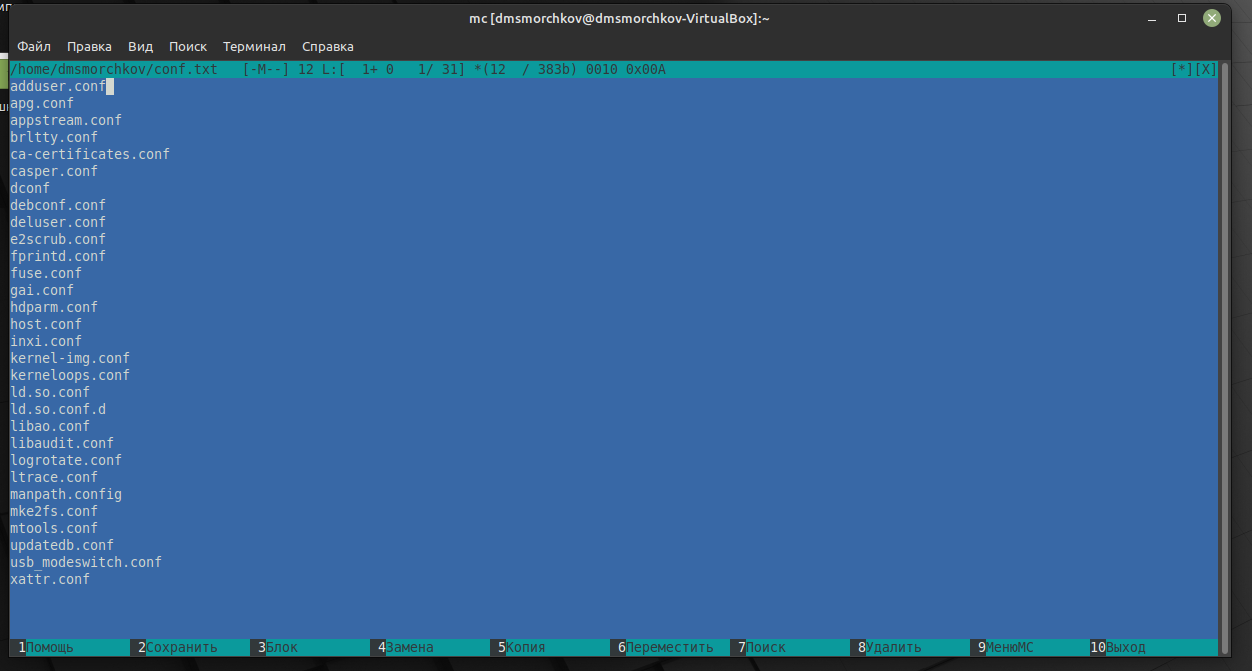 мп
mc [dmsmorchkov@dmsmorchkov-VirtualBox]:~
Файл Правка Вид Поиск Терминал Справка
/home/dmsmorchkov/conf.txt [-M--] 12 L:[ 1+ 0 1/ 31] *(12 / 383b) 0010 0x00A [*][X]
adduser.conf
apg.conf
appstream.conf
brltty.conf
ca-certificates.conf
casper.conf
dconf
debconf.conf
deluser.conf
e2scrub.conf
fprintd.conf
fuse.conf
gai.conf
hdparm.conf
host.conf
inxi.conf
kernel-img.conf
kerneloops.conf
ld.so.conf
ld.so.conf.d
libao.conf
libaudit.conf
logrotate.conf
ltrace.conf
manpath.config
mke2fs.conf
mtools.conf
updatedb.conf
usb_modeswitch.conf
xattr.conf
1Помощь 2Сохранить 3Блок 4Замена 5Копия 6Переместить 7Поиск 8Удалить 9МенюМС 10Выход